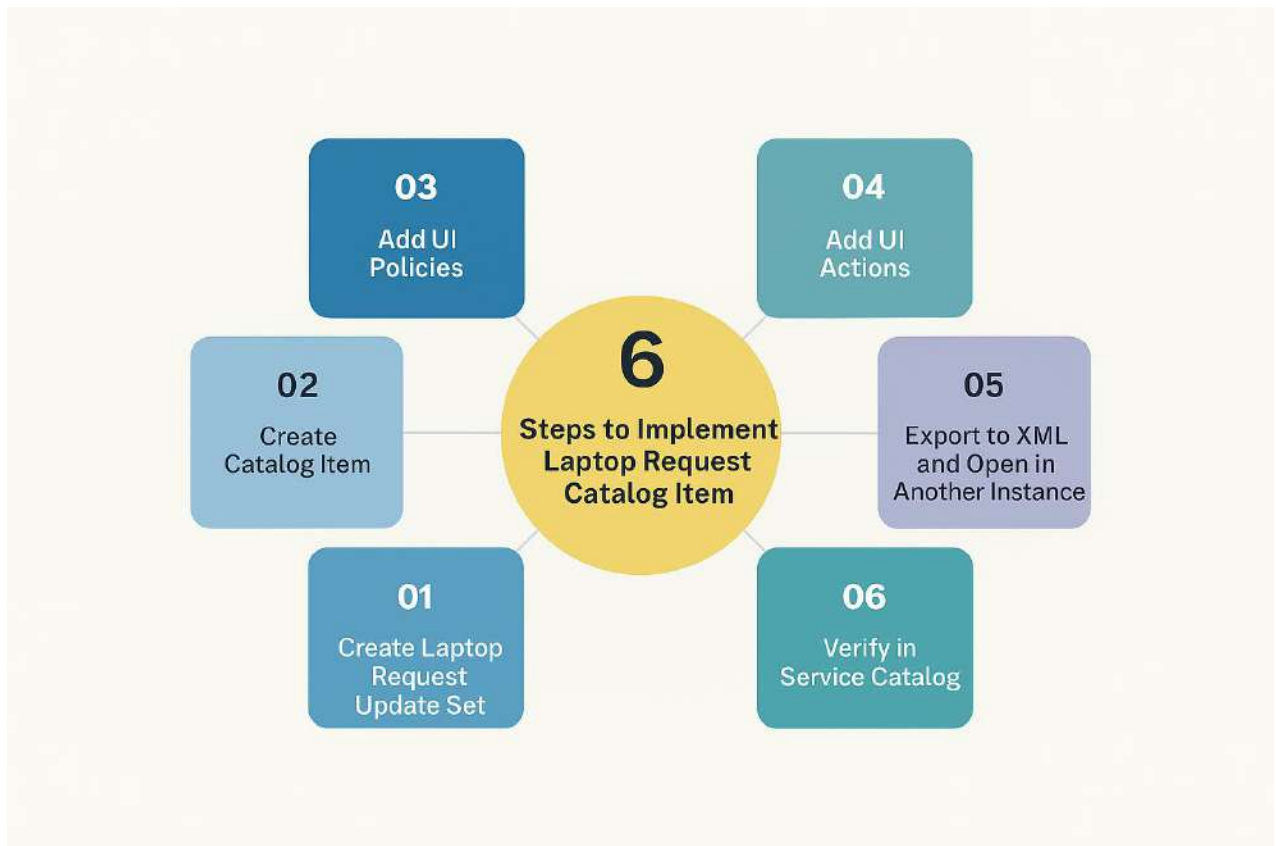 03
Add UI
Policies
04
Add UI
Actions
02
Create
Catalog Item
6
Steps to Implement
Laptop Request
Catalog Item
05
Export to XML
and Open in
Another Instance
01
Create Laptop
Request
Update Set
06
Verify in
Service Catalog